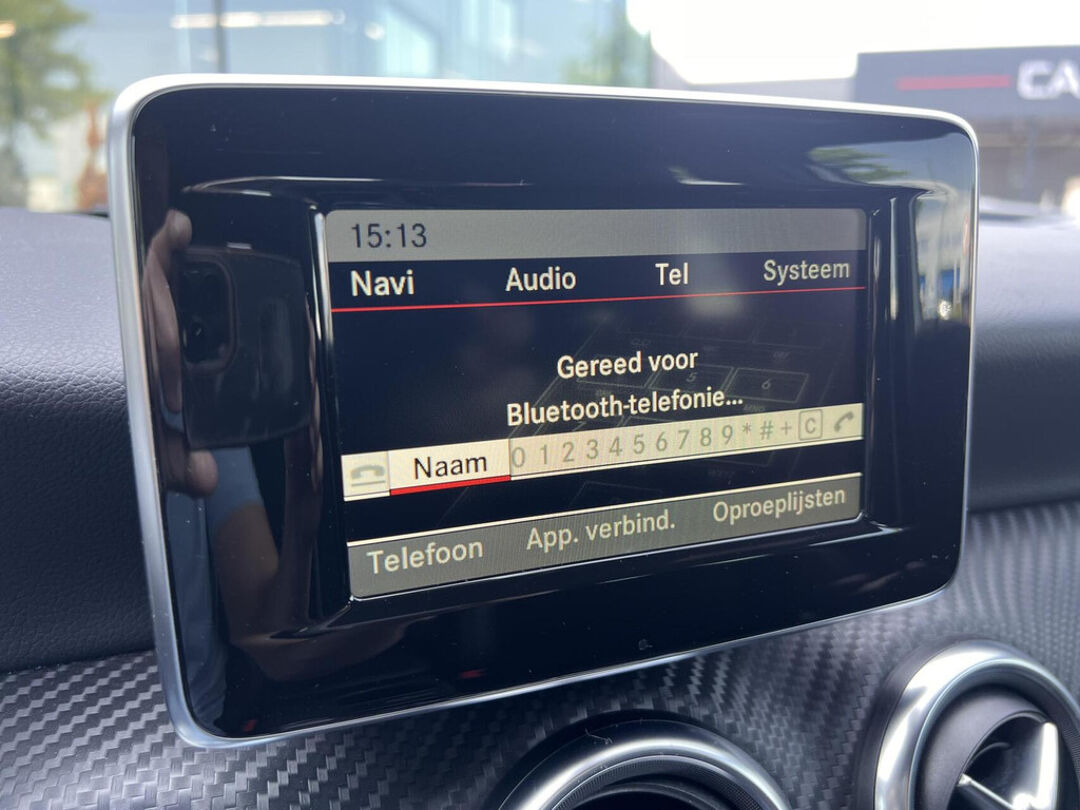 CA
15:13
Navi Audio Tel Systeem
Gereed voor
Bluetooth-telefonie...
Naam 0 1 2 3 4 5 6 7 8 9 * # + C
Telefoon App. verbind. Oproeplijsten